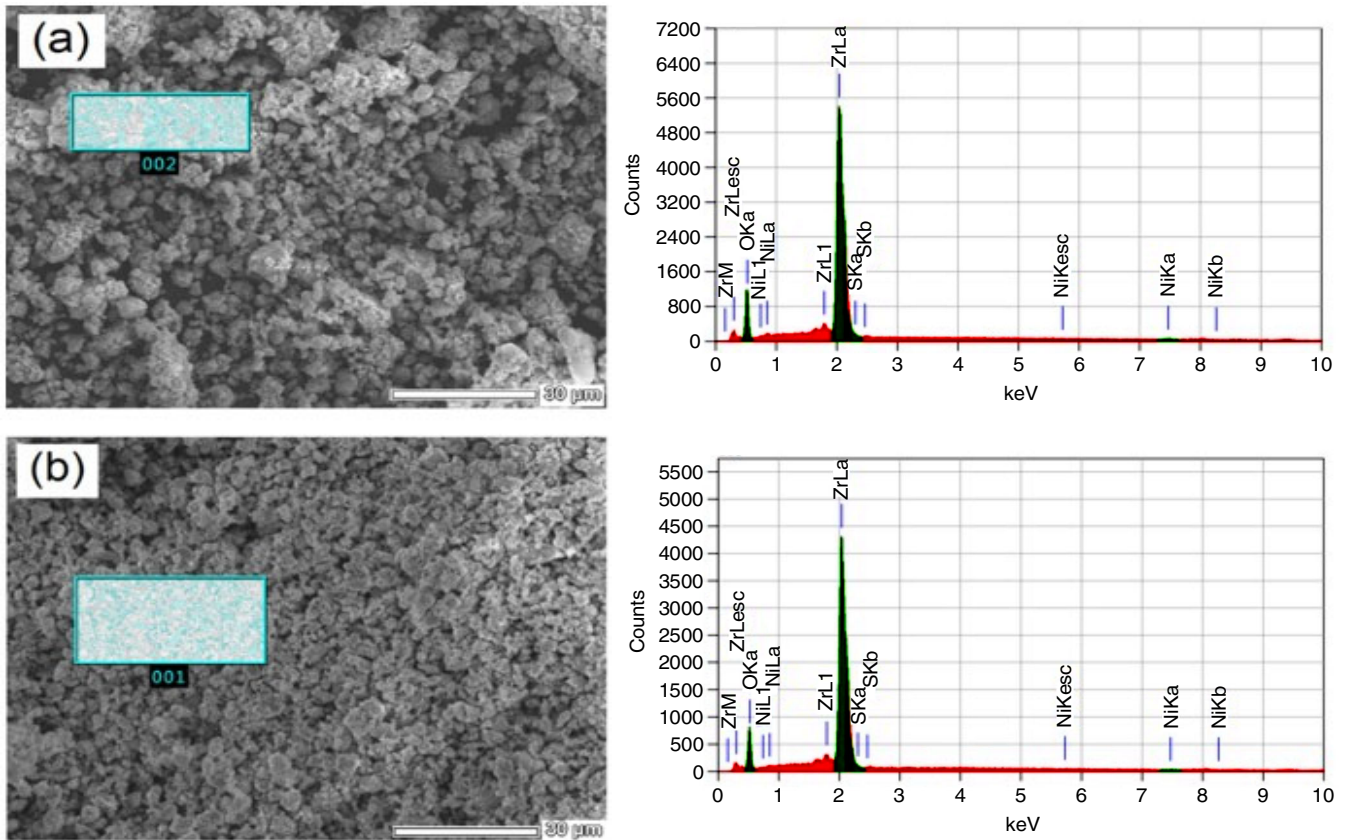 (a)
002
30 μm
7200
6400
5600
4800
4000
3200
2400
1600
800
0
Counts
ZrM
ZrLesc
OKa
NiL1
NiLa
ZrL1
ZrLa
SKa
SKb
NiKesc
NiKa
NiKb
0 1 2 3 4 5 6 7 8 9 10
keV
(b)
001
30 μm
5500
5000
4500
4000
3500
3000
2500
2000
1500
1000
500
0
Counts
ZrM
ZrLesc
OKa
NiL1
NiLa
ZrL1
ZrLa
SKa
SKb
NiKesc
NiKa
NiKb
0 1 2 3 4 5 6 7 8 9 10
keV